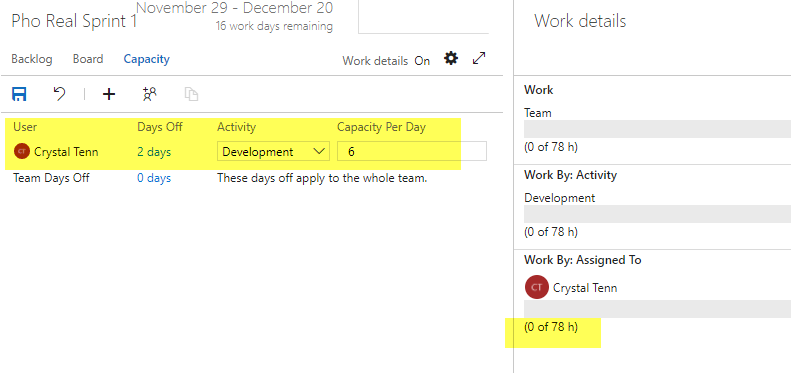 Pho Real Sprint 1
November 29 - December 20
16 work days remaining
Backlog Board Capacity
Work details On
User Days Off Activity Capacity Per Day
CT Crystal Tenn 2 days Development 6
Team Days Off 0 days These days off apply to the whole team.
Work details
Work
Team
(0 of 78 h)
Work By: Activity
Development
(0 of 78 h)
Work By: Assigned To
CT Crystal Tenn
(0 of 78 h)